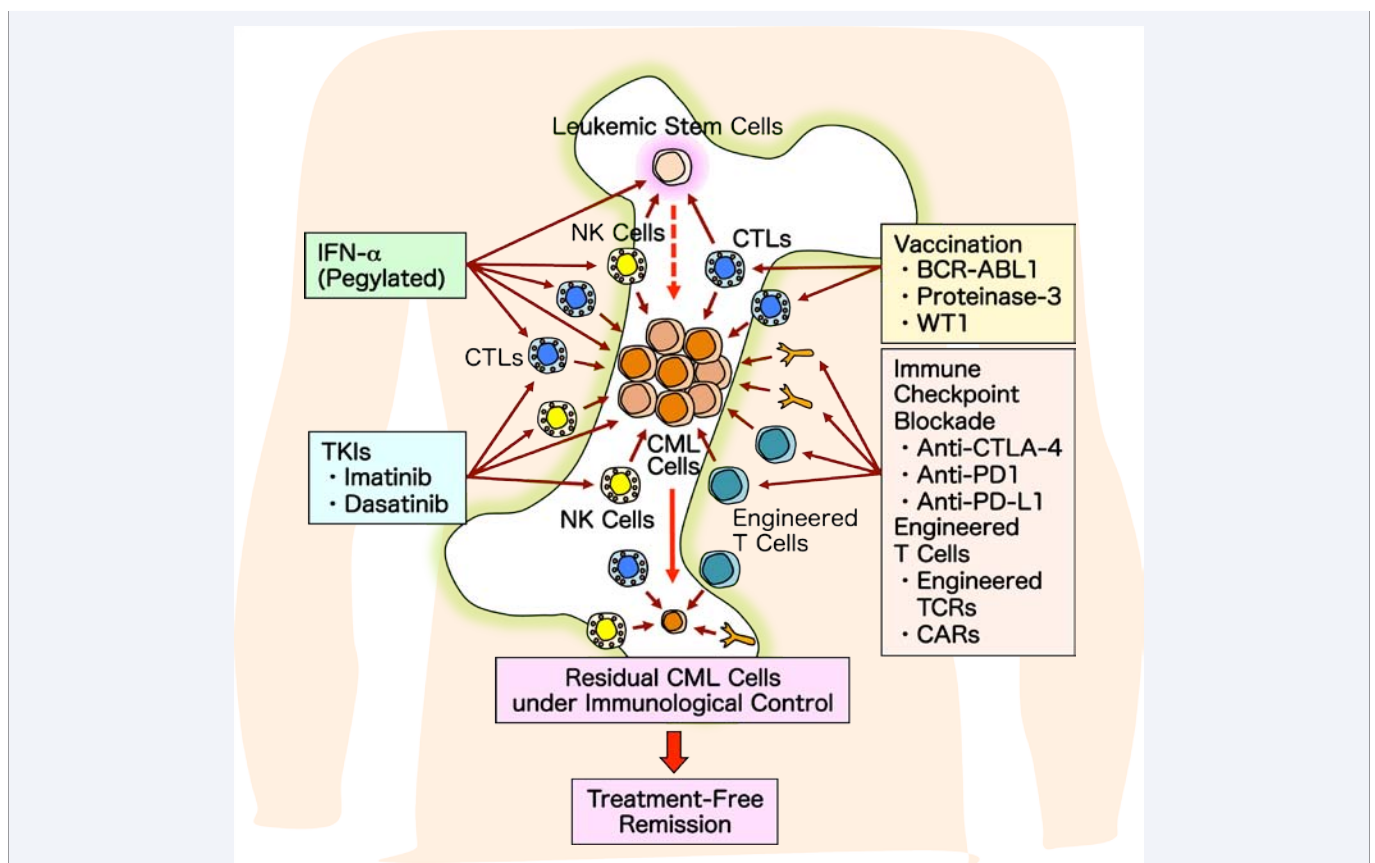 Leukemic Stem Cells
NK Cells
CTLs
IFN-α
(Pegylated)
Vaccination
・BCR-ABL1
・Proteinase-3
・WT1
CTLs
Immune
Checkpoint
Blockade
・Anti-CTLA-4
・Anti-PD1
・Anti-PD-L1
Engineered
T Cells
・Engineered
TCRs
・CARs
TKIs
・Imatinib
・Dasatinib
CML
Cells
NK Cells
Engineered
T Cells
Residual CML Cells
under Immunological Control
Treatment-Free
Remission